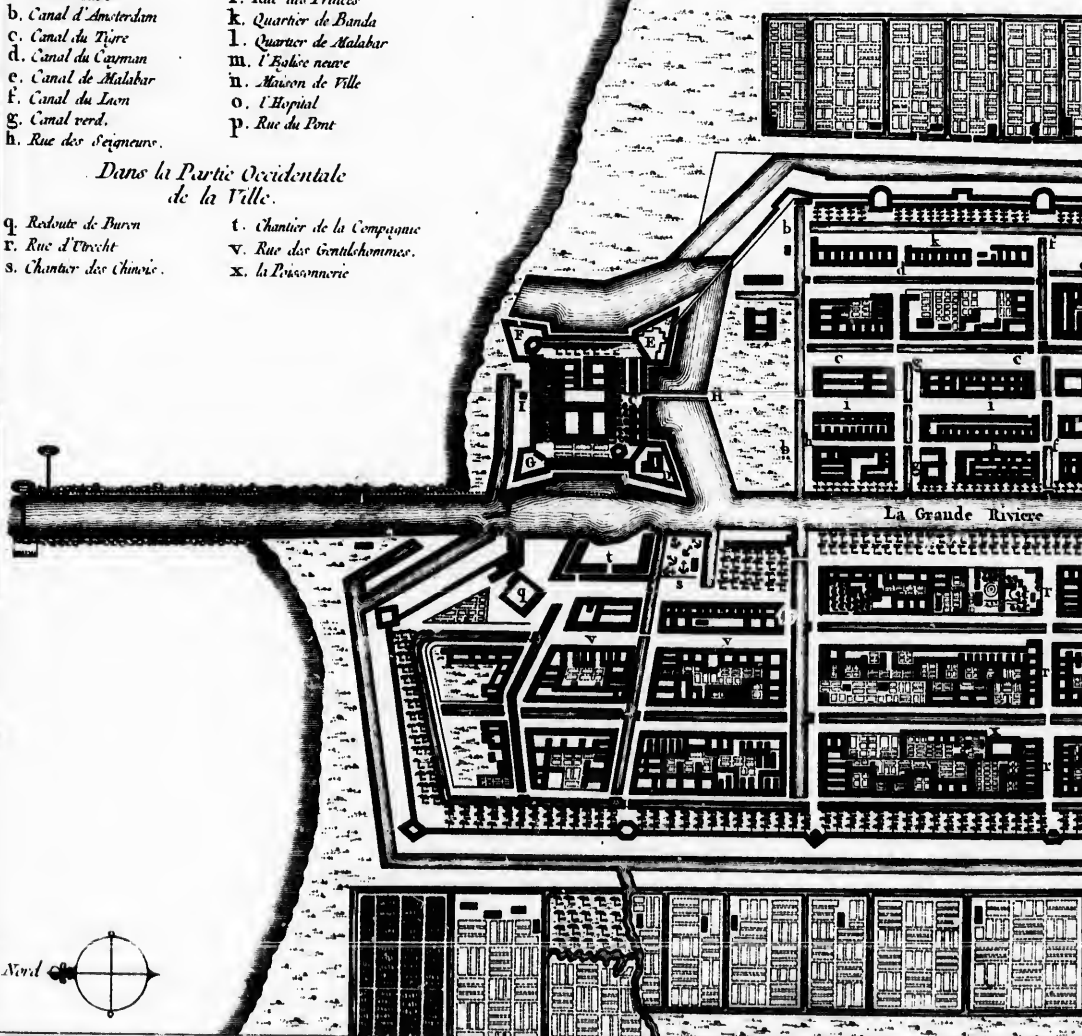 b. Canal d'Amsterdam
c. Canal du Tigre
d. Canal du Cayman
e. Canal de Malabar
f. Canal du Lion
g. Canal verd.
h. Rue des Seigneurs.
i. Rue des Princes
k. Quartier de Banda
l. Quartier de Malabar
m. l'Eglise neuve
n. Maison de Ville
o. l'Hopital
p. Rue du Pont
Dans la Partie Occidentale
de la Ville.
q. Redoute de Buren
r. Rue d'Utrecht
s. Chantier des Chinois.
t. Chantier de la Compagnie
v. Rue des Gentilshommes.
x. la Poissonnerie
b
k
f
d
F
E
c
g
c
I
H
i
i
h
h
b
f
G
g
La Grande Riviere
t
s
q
r
v
v
r
x
r
Nord